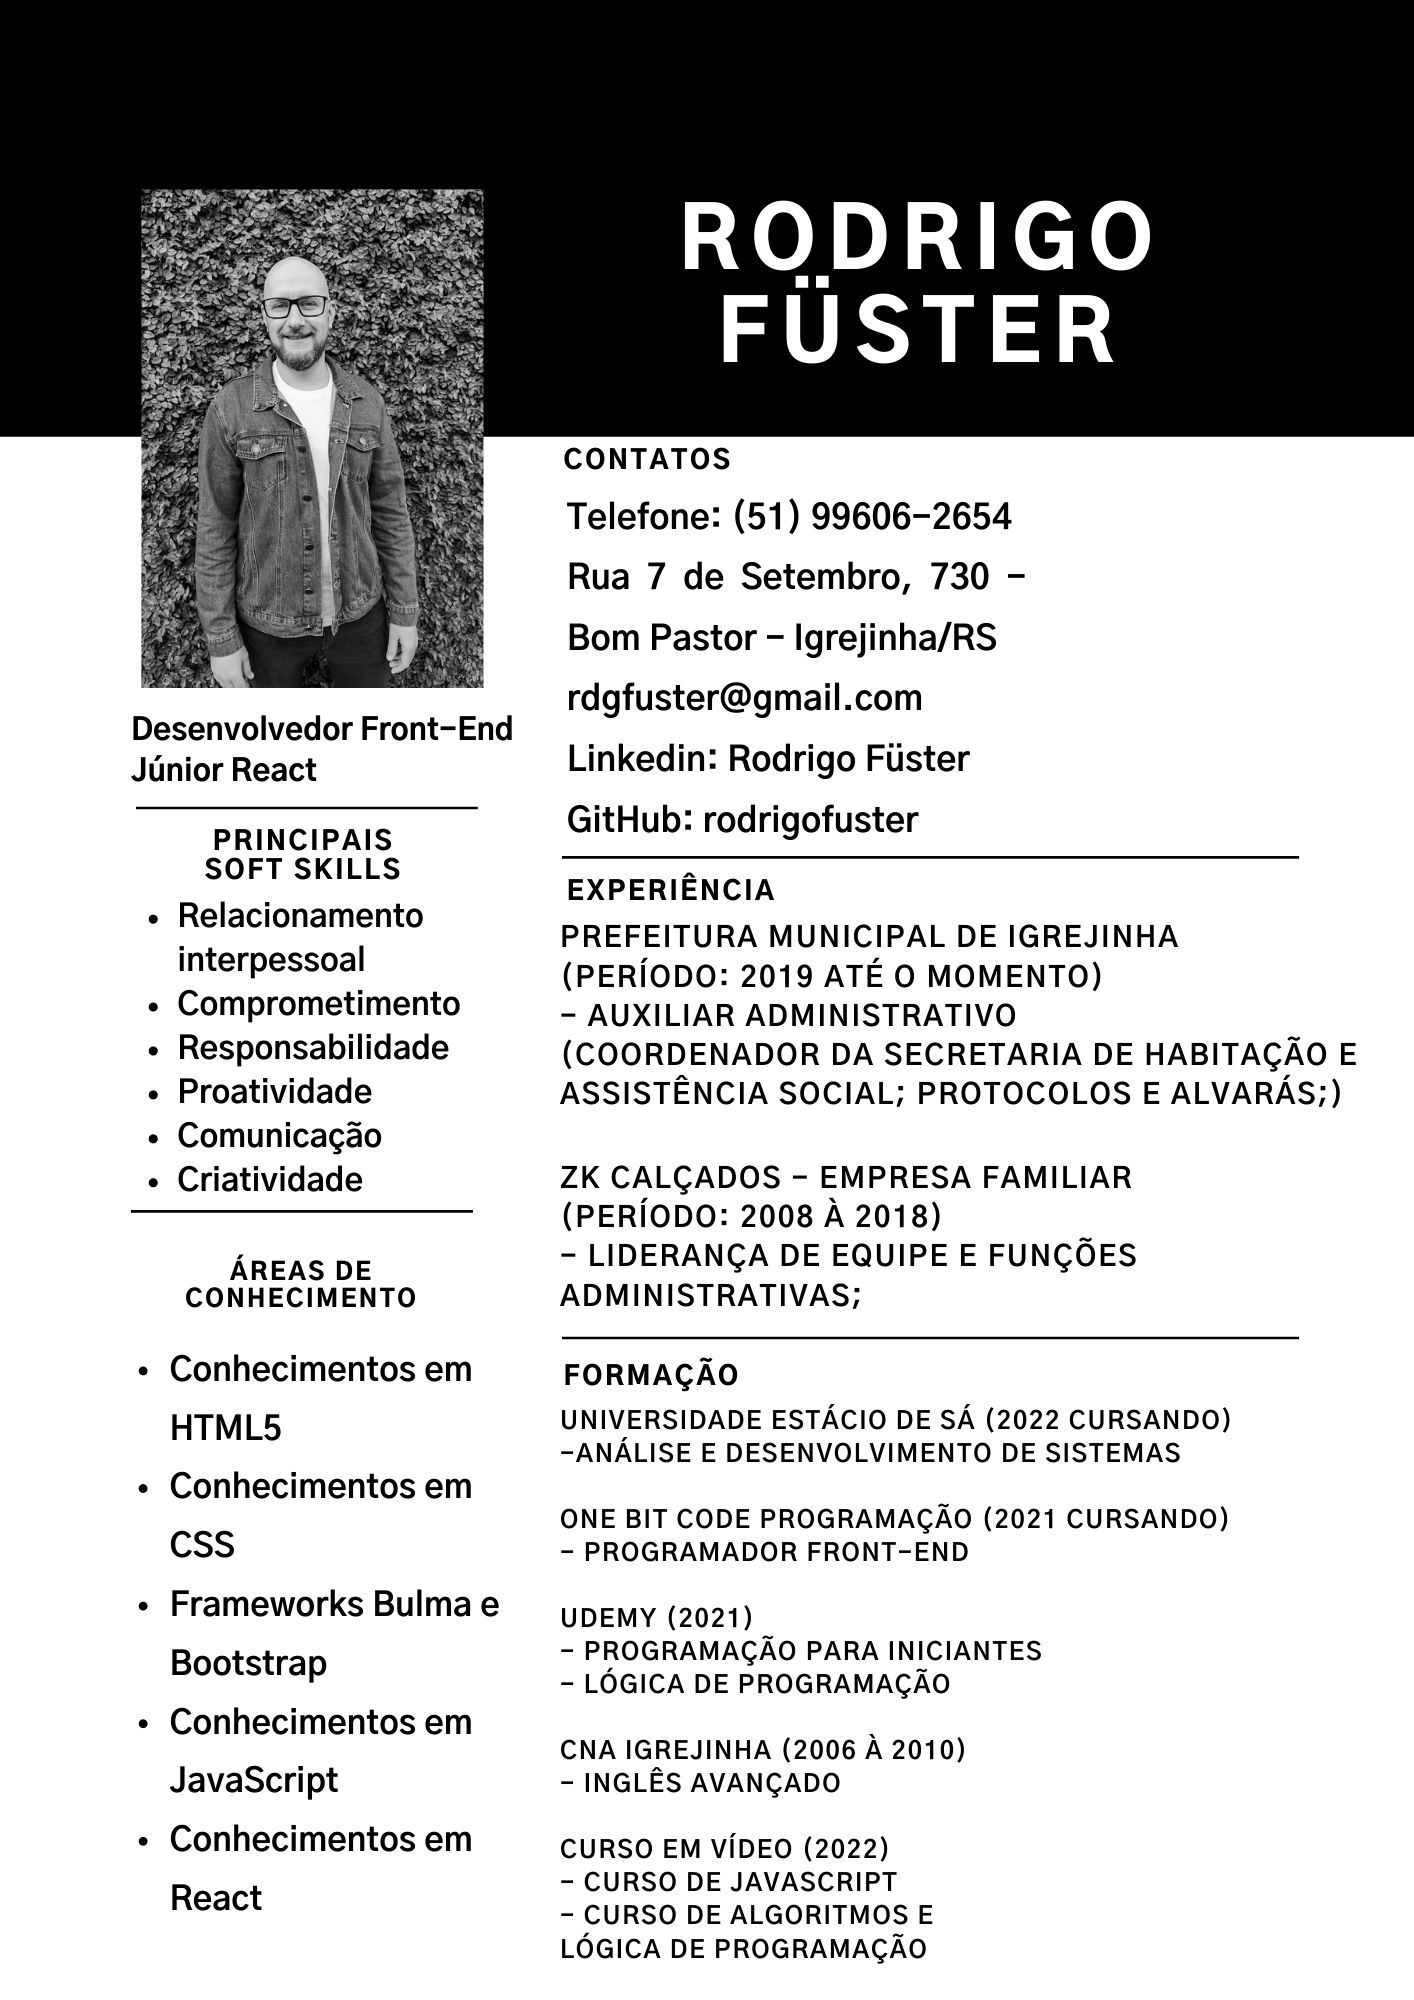 RODRIGO
FÜSTER
Desenvolvedor Front-End
Júnior React
PRINCIPAIS
SOFT SKILLS
• Relacionamento
interpessoal
• Comprometimento
• Responsabilidade
• Proatividade
• Comunicação
• Criatividade
ÁREAS DE
CONHECIMENTO
• Conhecimentos em
HTML5
• Conhecimentos em
CSS
• Frameworks Bulma e
Bootstrap
• Conhecimentos em
JavaScript
• Conhecimentos em
React
CONTATOS
Telefone: (51) 99606-2654
Rua 7 de Setembro, 730 -
Bom Pastor - Igrejinha/RS
rdgfuster@gmail.com
Linkedin: Rodrigo Füster
GitHub: rodrigofuster
EXPERIÊNCIA
PREFEITURA MUNICIPAL DE IGREJINHA
(PERÍODO: 2019 ATÉ O MOMENTO)
- AUXILIAR ADMINISTRATIVO
(COORDENADOR DA SECRETARIA DE HABITAÇÃO E
ASSISTÊNCIA SOCIAL; PROTOCOLOS E ALVARÁS;)
ZK CALÇADOS - EMPRESA FAMILIAR
(PERÍODO: 2008 À 2018)
- LIDERANÇA DE EQUIPE E FUNÇÕES
ADMINISTRATIVAS;
FORMAÇÃO
UNIVERSIDADE ESTÁCIO DE SÁ (2022 CURSANDO)
-ANÁLISE E DESENVOLVIMENTO DE SISTEMAS
ONE BIT CODE PROGRAMAÇÃO (2021 CURSANDO)
- PROGRAMADOR FRONT-END
UDEMY (2021)
- PROGRAMAÇÃO PARA INICIANTES
- LÓGICA DE PROGRAMAÇÃO
CNA IGREJINHA (2006 À 2010)
- INGLÊS AVANÇADO
CURSO EM VÍDEO (2022)
- CURSO DE JAVASCRIPT
- CURSO DE ALGORITMOS E
LÓGICA DE PROGRAMAÇÃO